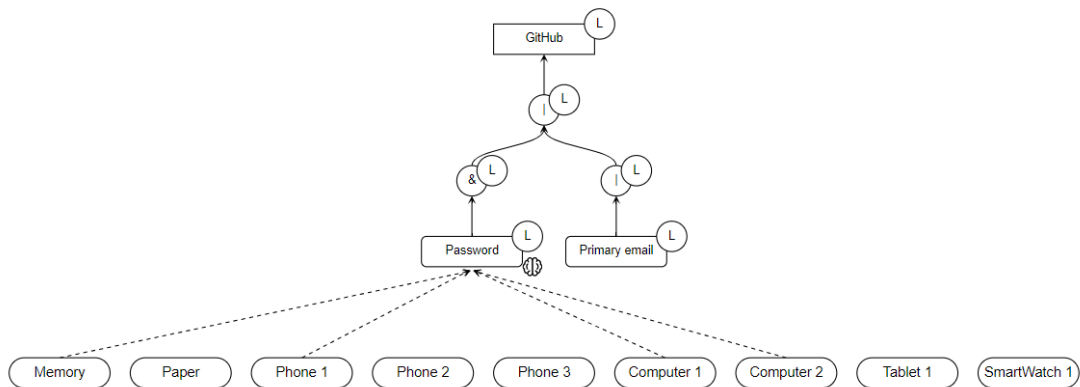 L
GitHub
L
|
L
L
&
|
L
L
Password
Primary email
Memory
Paper
Phone 1
Phone 2
Phone 3
Computer 1
Computer 2
Tablet 1
SmartWatch 1